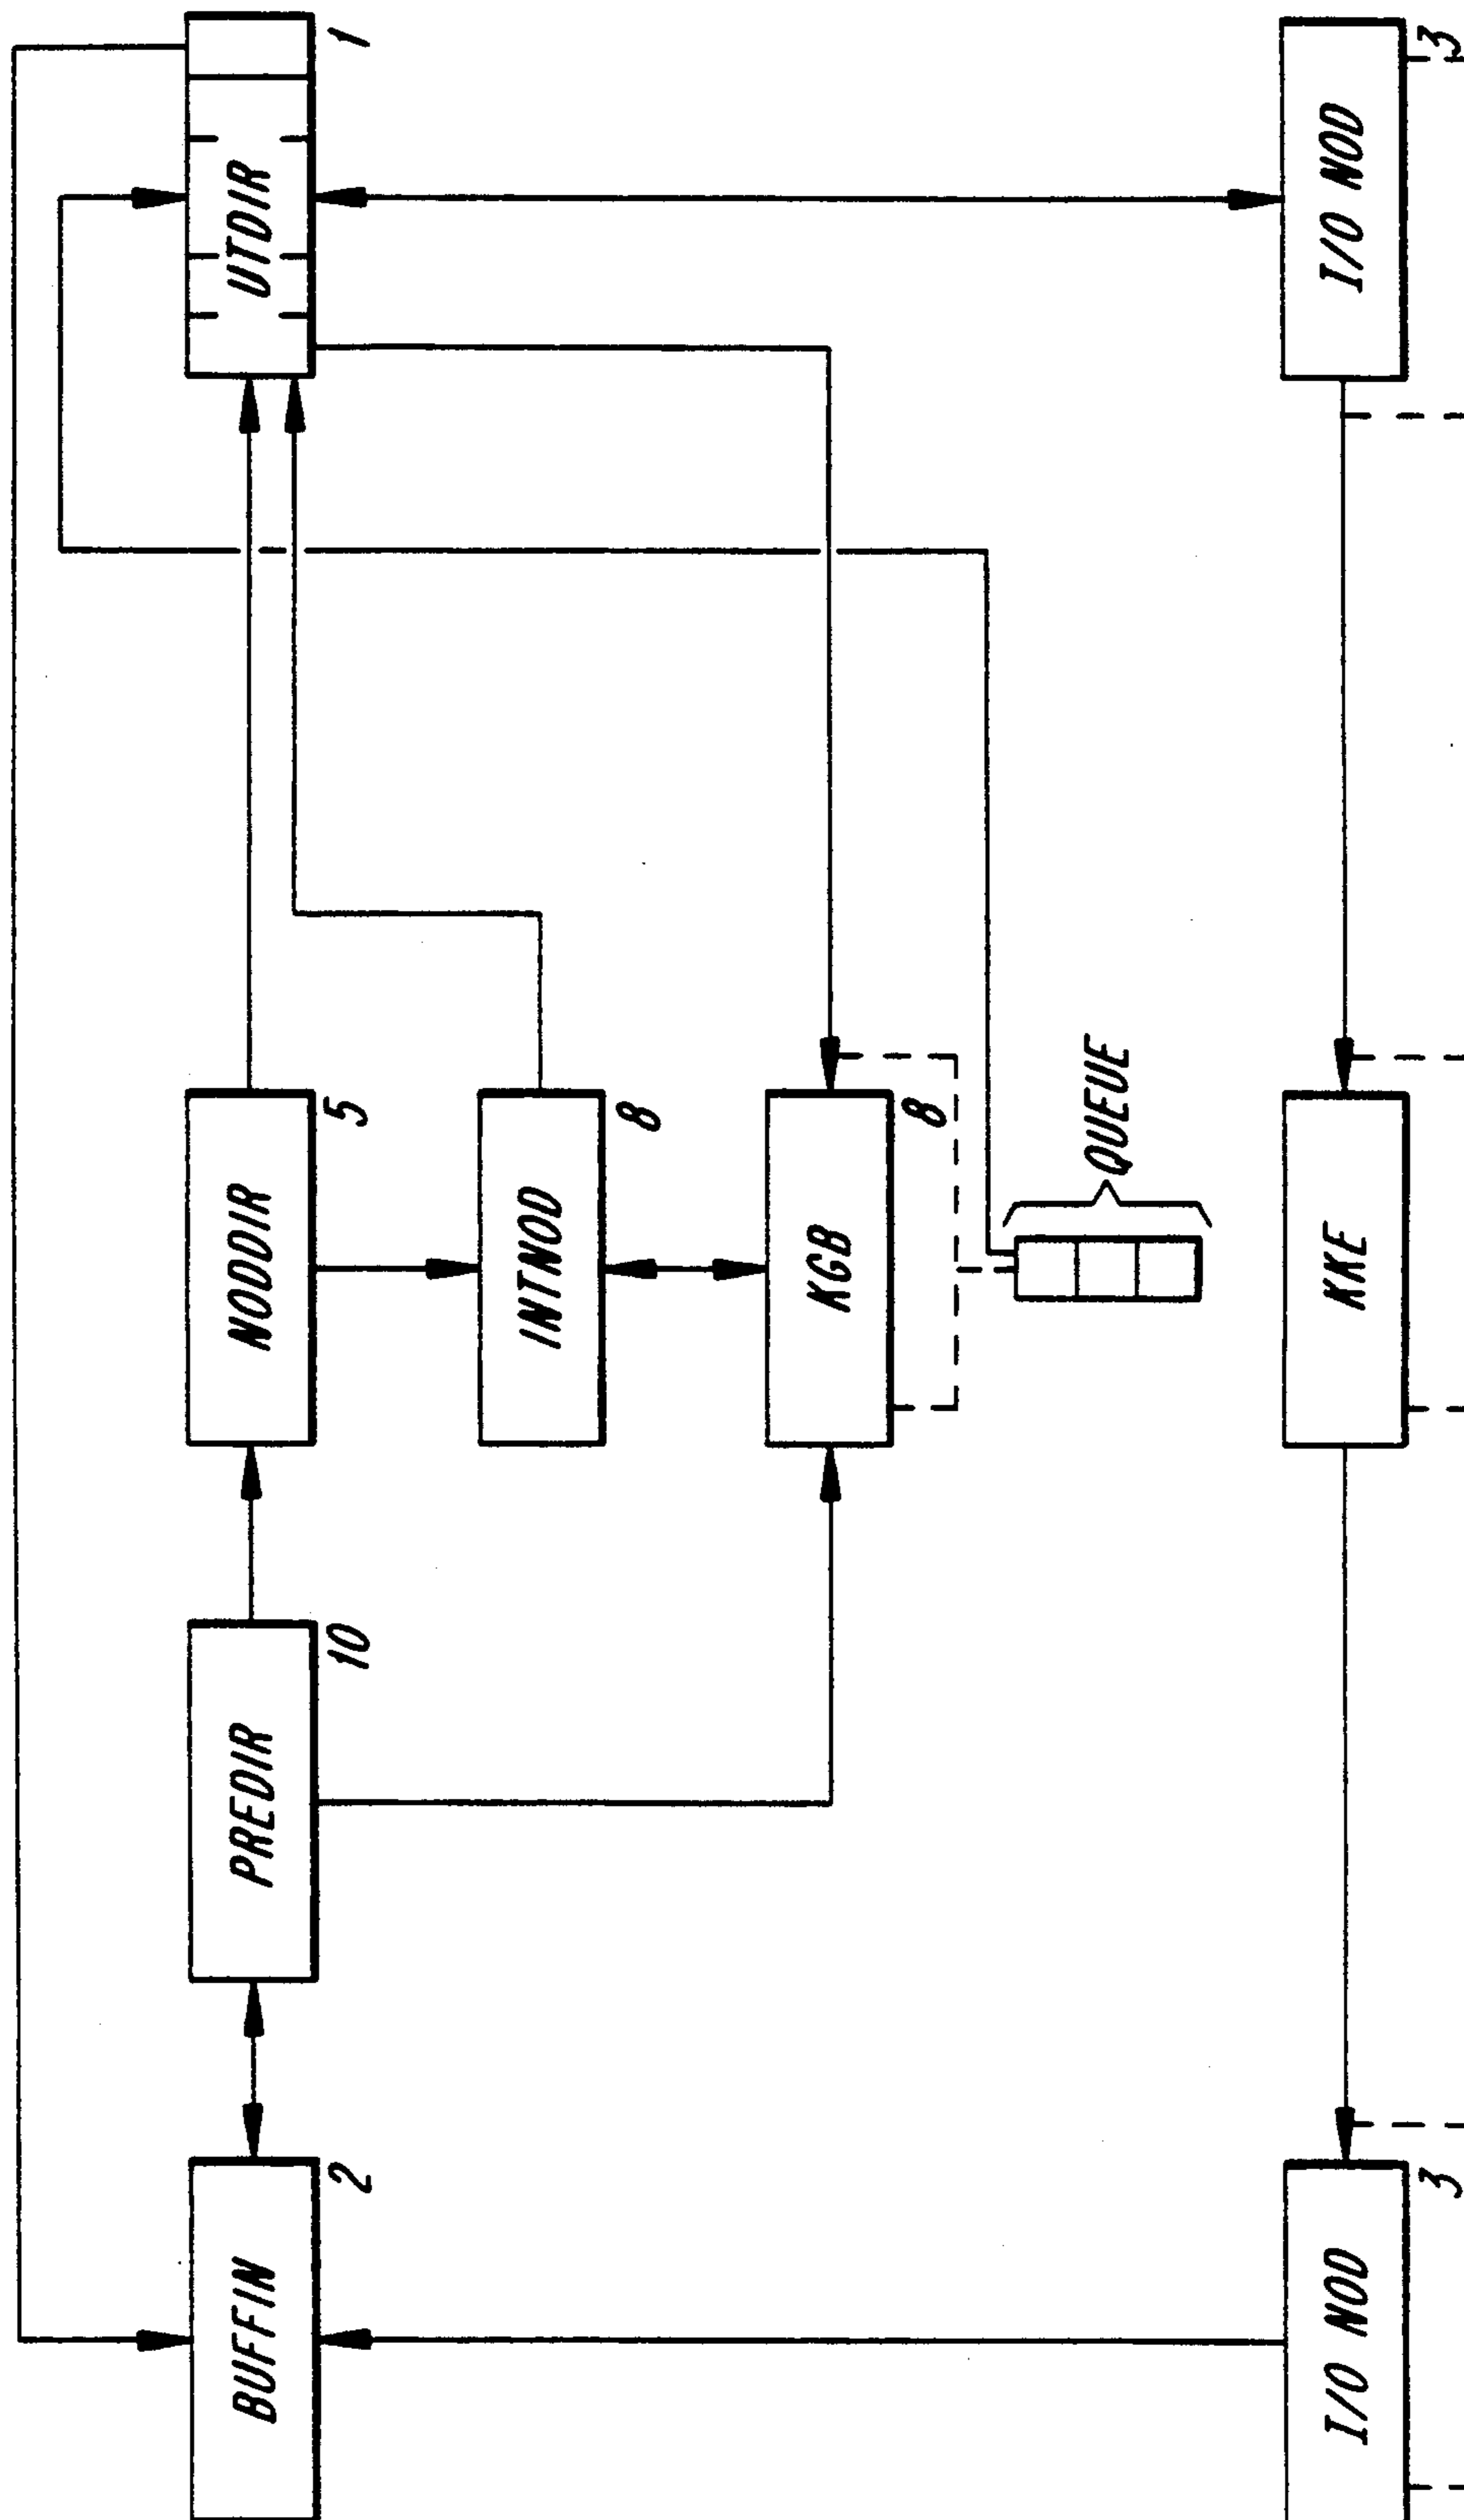 BUFFIN
2
PREDIR
10
NODDIR
5
UTDIR
1
INTNOD
8
KGB
8
QUEUE
I/O NOD
3
KKE
I/O NOD
3